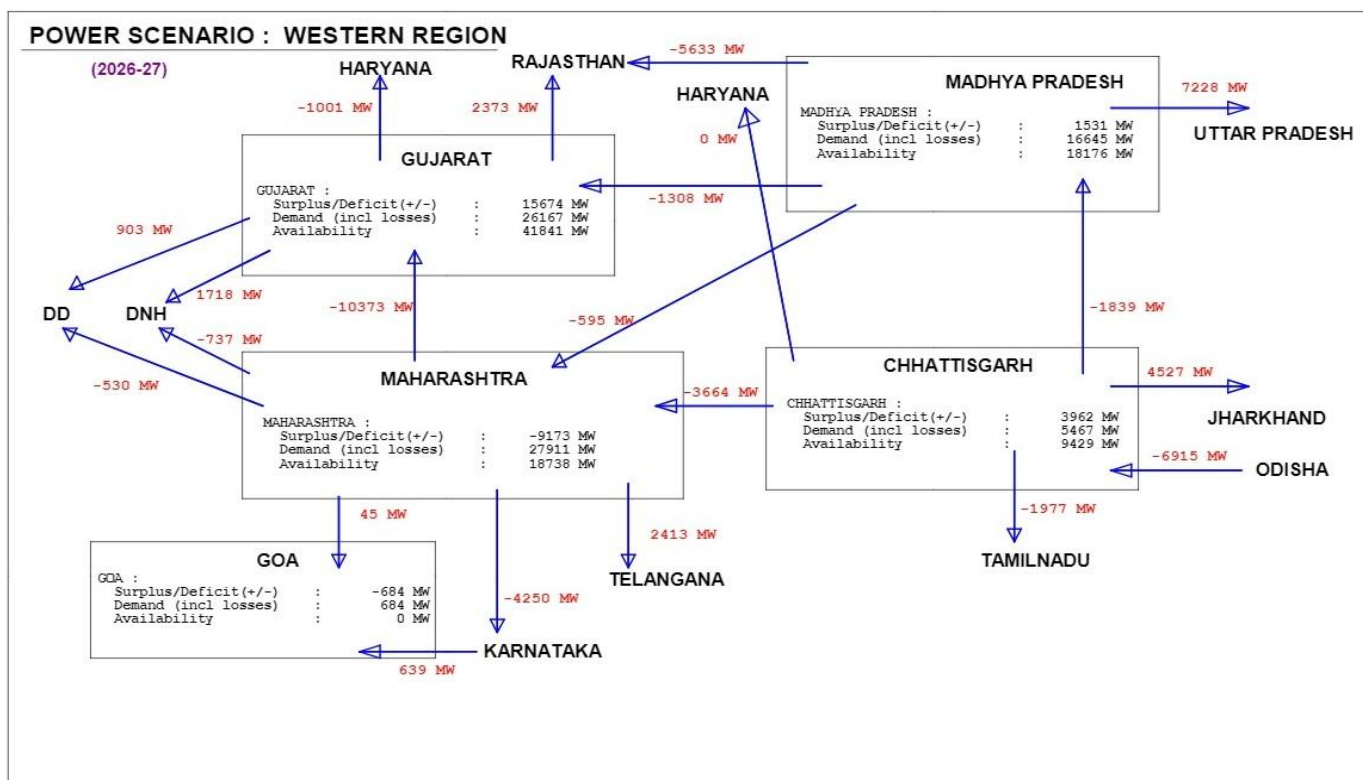 POWER SCENARIO : WESTERN REGION
(2026-27)
HARYANA
RAJASTHAN
-5633 MW
HARYANA
-1001 MW
2373 MW
0 MW
MADHYA PRADESH
MADHYA PRADESH :
Surplus/Deficit(+/-) : 1531 MW
Demand (incl losses) : 16645 MW
Availability : 18176 MW
7228 MW
UTTAR PRADESH
GUJARAT
GUJARAT :
Surplus/Deficit(+/-) : 15674 MW
Demand (incl losses) : 26167 MW
Availability : 41841 MW
-1308 MW
903 MW
1718 MW
-10373 MW
DD
DNH
-595 MW
-1839 MW
-737 MW
-530 MW
MAHARASHTRA
MAHARASHTRA :
Surplus/Deficit(+/-) : -9173 MW
Demand (incl losses) : 27911 MW
Availability : 18738 MW
-3664 MW
CHHATTISGARH
CHHATTISGARH :
Surplus/Deficit(+/-) : 3962 MW
Demand (incl losses) : 5467 MW
Availability : 9429 MW
4527 MW
JHARKHAND
-6915 MW
ODISHA
45 MW
2413 MW
-1977 MW
TAMILNADU
GOA
GOA :
Surplus/Deficit(+/-) : -684 MW
Demand (incl losses) : 684 MW
Availability : 0 MW
TELANGANA
-4250 MW
KARNATAKA
639 MW